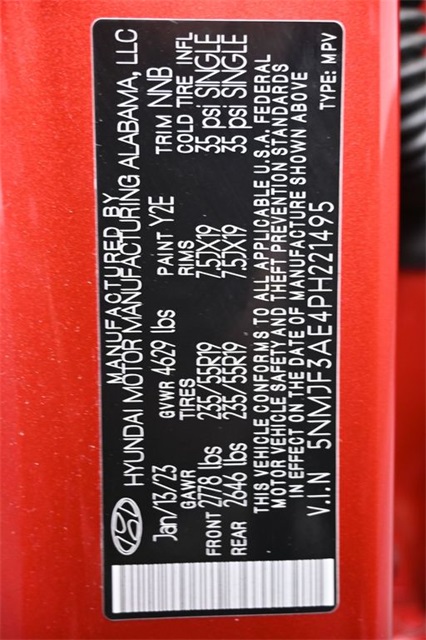 MANUFACTURED BY
HYUNDAI MOTOR MANUFACTURING ALABAMA, LLC
Jan/13/23 GVWR 4629 lbs PAINT Y2E TRIM NNB
GAWR TIRES RIMS COLD TIRE INFL
FRONT 2778 lbs 235/55R19 7.5JX19 35 psi SINGLE
REAR 2646 lbs 235/55R19 7.5JX19 35 psi SINGLE
THIS VEHICLE CONFORMS TO ALL APPLICABLE U.S.A. FEDERAL
MOTOR VEHICLE SAFETY AND THEFT PREVENTION STANDARDS
IN EFFECT ON THE DATE OF MANUFACTURE SHOWN ABOVE
V.I.N 5NMJF3AE4PH221495 TYPE: MPV